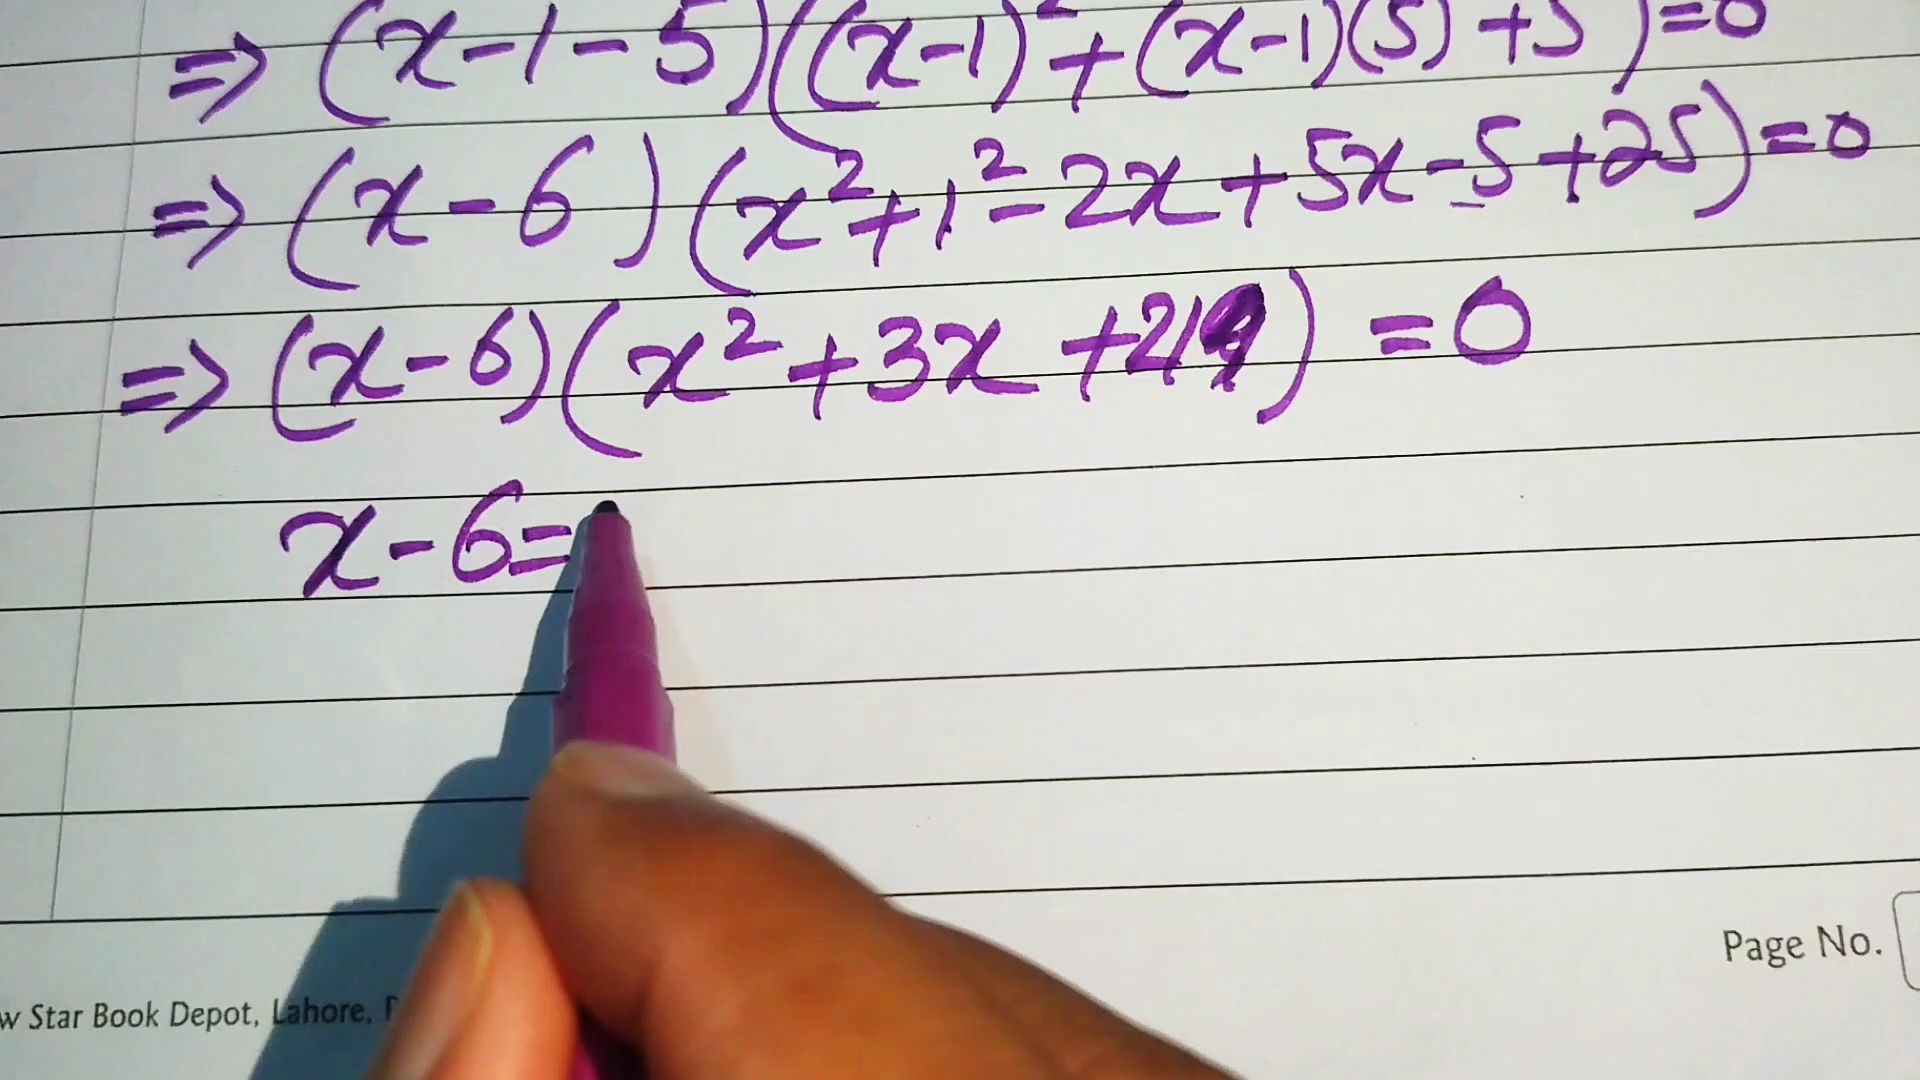 ⇒ (x-1-5)((x-1)²+(x-1)(5)+5)=0
⇒ (x-6)(x²+1²-2x+5x-5+25)=0
⇒ (x-6)(x²+3x+21) = 0
x-6=
Page No.
w Star Book Depot, Lahore,